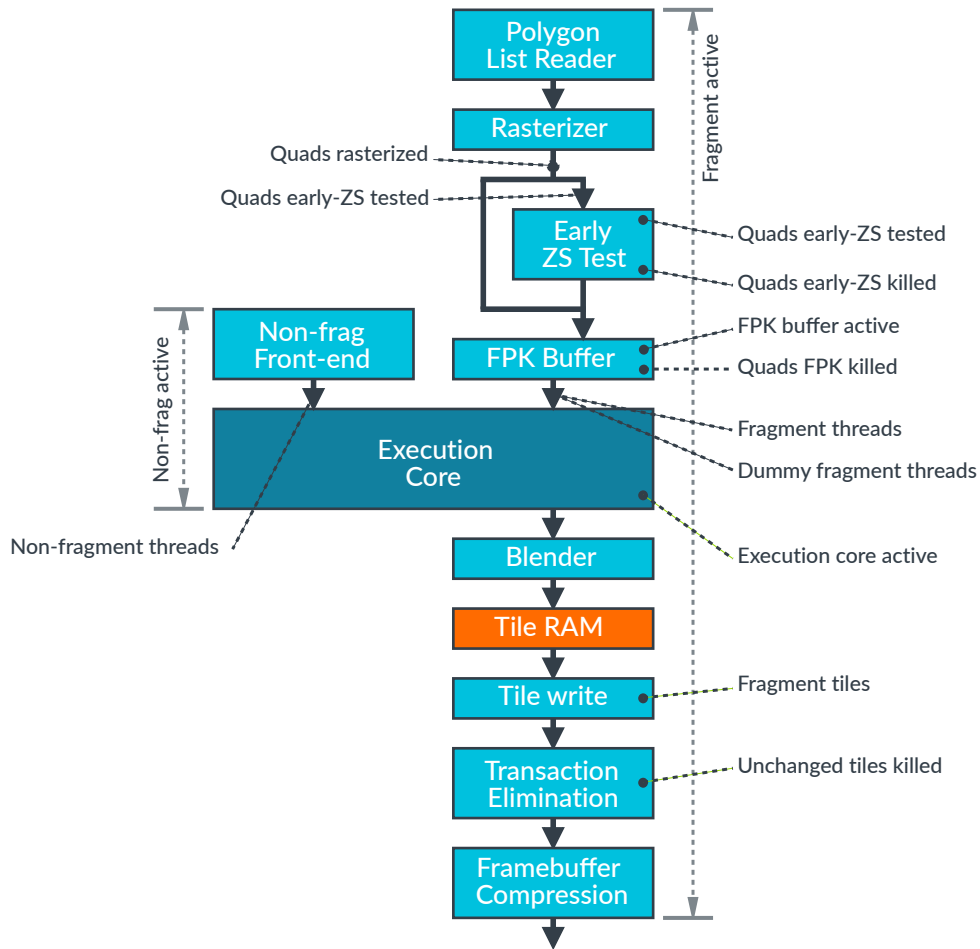 Polygon
List Reader
Fragment active
Rasterizer
Quads rasterized
Quads early-ZS tested
Early
ZS Test
Quads early-ZS tested
Quads early-ZS killed
Non-frag active
Non-frag
Front-end
FPK Buffer
FPK buffer active
Quads FPK killed
Fragment threads
Dummy fragment threads
Execution
Core
Non-fragment threads
Execution core active
Blender
Tile RAM
Tile write
Fragment tiles
Transaction
Elimination
Unchanged tiles killed
Framebuffer
Compression